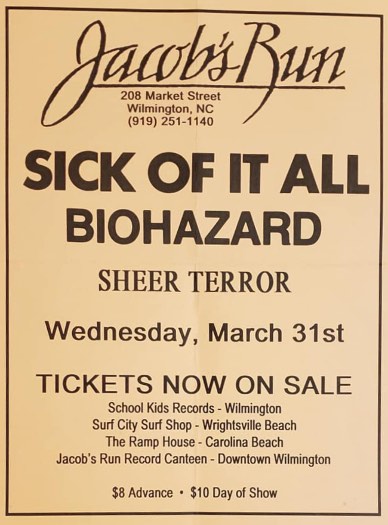 Jacob's Run
208 Market Street
Wilmington, NC
(919) 251-1140
SICK OF IT ALL
BIOHAZARD
SHEER TERROR
Wednesday, March 31st
TICKETS NOW ON SALE
School Kids Records - Wilmington
Surf City Surf Shop - Wrightsville Beach
The Ramp House - Carolina Beach
Jacob's Run Record Canteen - Downtown Wilmington
$8 Advance • $10 Day of Show